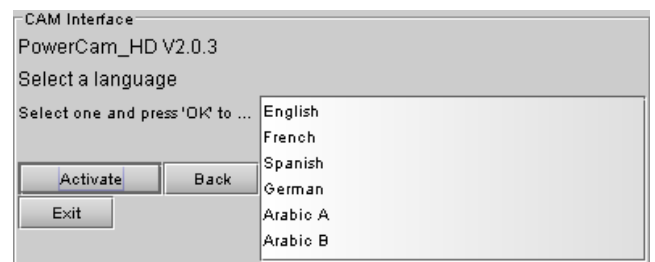 CAM Interface
PowerCam_HD V2.0.3
Select a language
Select one and press 'OK' to ...
English
French
Spanish
German
Arabic A
Arabic B
Activate
Back
Exit